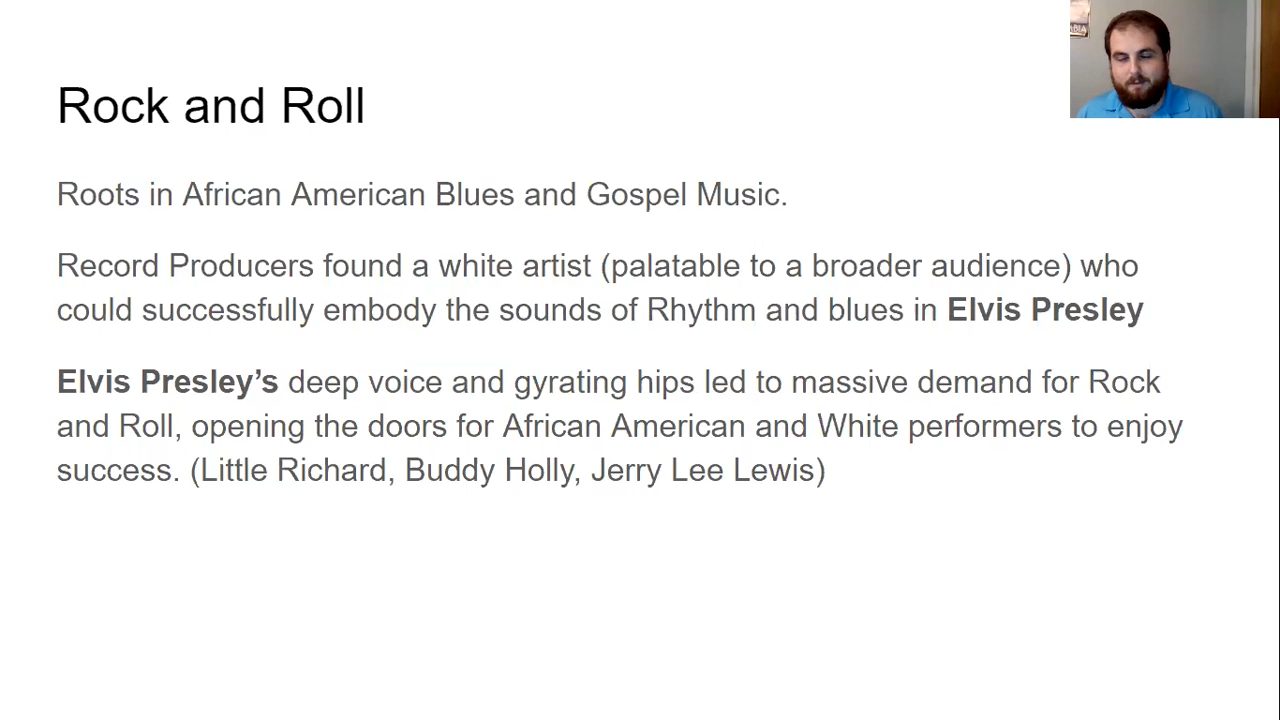 Rock and Roll
Roots in African American Blues and Gospel Music.
Record Producers found a white artist (palatable to a broader audience) who
could successfully embody the sounds of Rhythm and blues in Elvis Presley
Elvis Presley’s deep voice and gyrating hips led to massive demand for Rock
and Roll, opening the doors for African American and White performers to enjoy
success. (Little Richard, Buddy Holly, Jerry Lee Lewis)